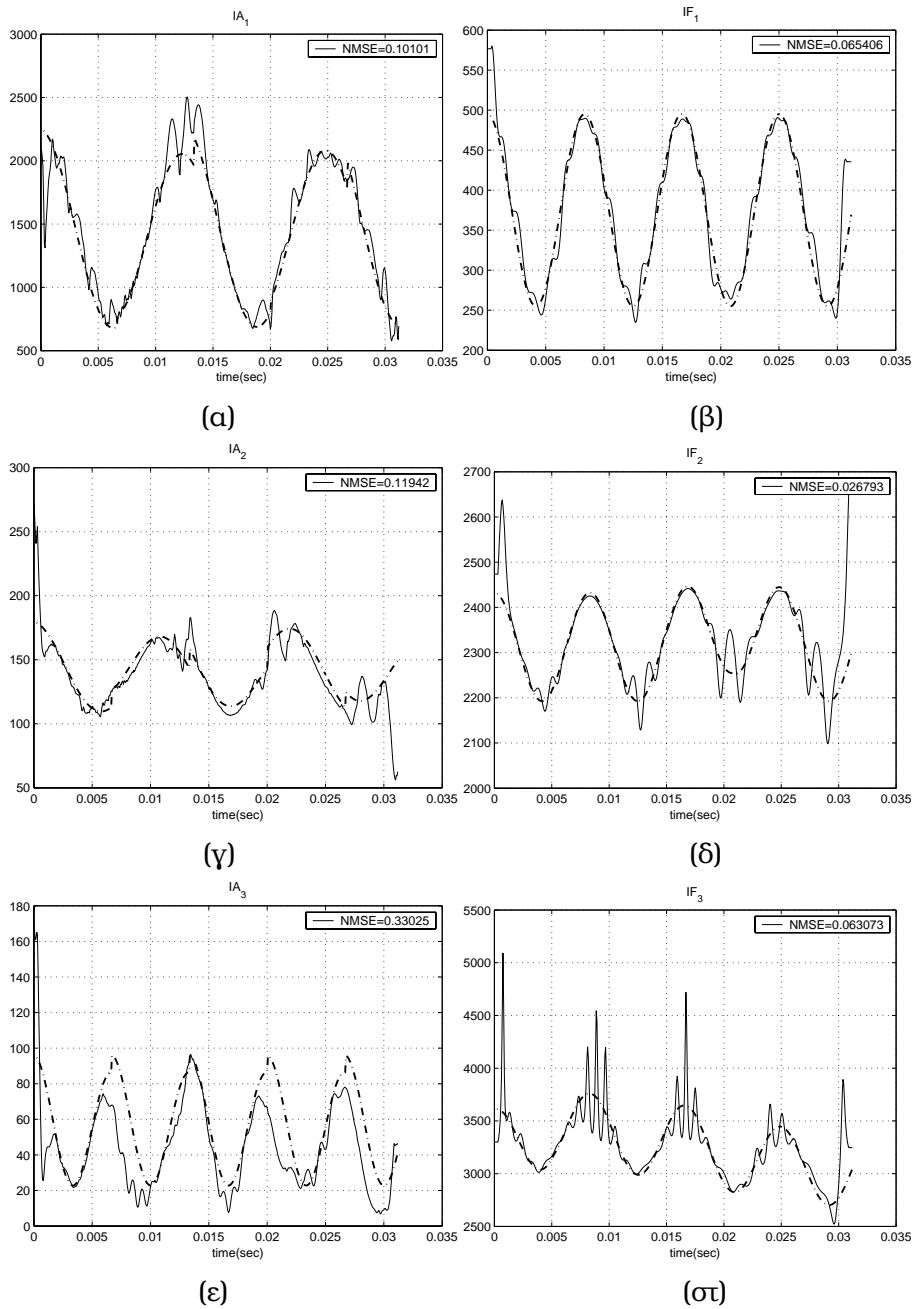 IA1
NMSE=0.10101
3000
2500
2000
1500
1000
500
0 0.005 0.01 0.015 0.02 0.025 0.03 0.035
time(sec)
(α)
IF1
NMSE=0.065406
600
550
500
450
400
350
300
250
200
0 0.005 0.01 0.015 0.02 0.025 0.03 0.035
time(sec)
(β)
IA2
NMSE=0.11942
300
250
200
150
100
50
0 0.005 0.01 0.015 0.02 0.025 0.03 0.035
time(sec)
(γ)
IF2
NMSE=0.026793
2700
2600
2500
2400
2300
2200
2100
2000
0 0.005 0.01 0.015 0.02 0.025 0.03 0.035
time(sec)
(δ)
IA3
NMSE=0.33025
180
160
140
120
100
80
60
40
20
0
0 0.005 0.01 0.015 0.02 0.025 0.03 0.035
time(sec)
(ε)
IF3
NMSE=0.063073
5500
5000
4500
4000
3500
3000
2500
0 0.005 0.01 0.015 0.02 0.025 0.03 0.035
time(sec)
(στ)